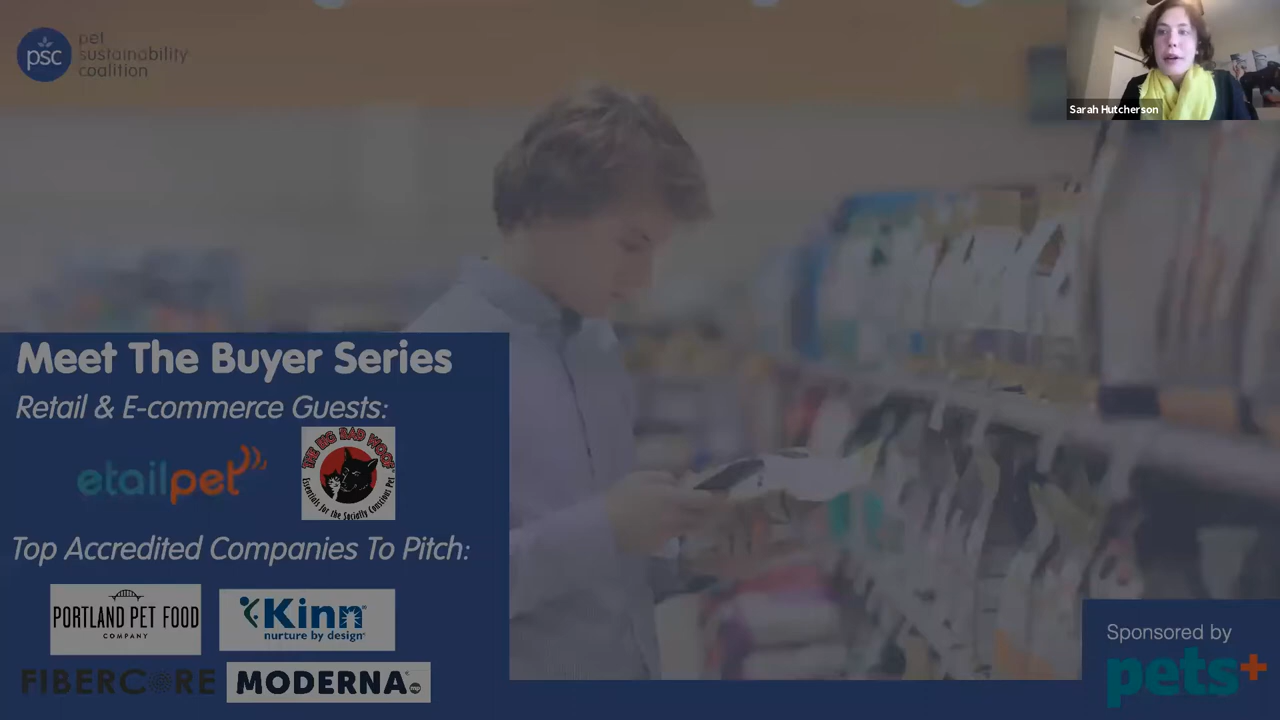 psc
pet
sustainability
coalition
Sarah Hutcherson
Meet The Buyer Series
Retail & E-commerce Guests:
etailpet
THE BIG BAD WOOF
Essentials for the Socially Conscious Pet
Top Accredited Companies To Pitch:
PORTLAND PET FOOD
COMPANY
Kinn
nurture by design
FIBERCORE
MODERNA
Sponsored by
pets+